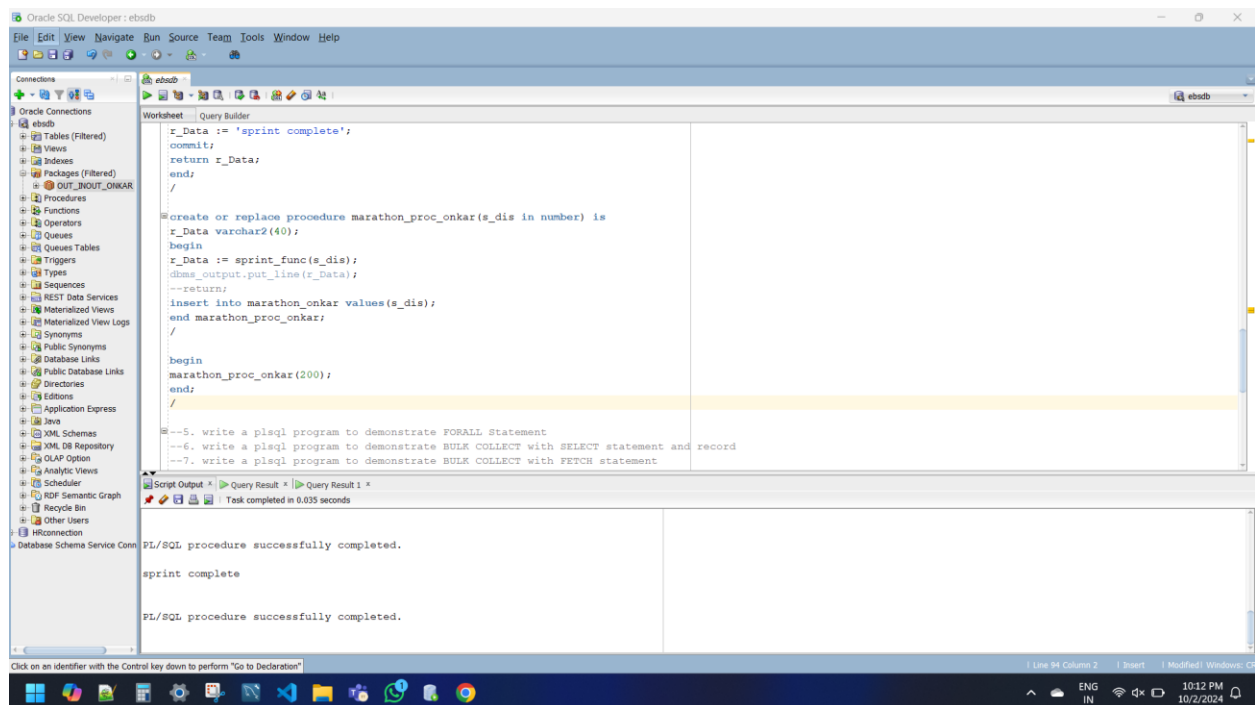 Oracle SQL Developer : ebsdb
File Edit View Navigate Run Source Team Tools Window Help
Connections
Oracle Connections
ebsdb
Tables (Filtered)
Views
Indexes
Packages (Filtered)
OUT_INOUT_ONKAR
Procedures
Functions
Operators
Queues
Queues Tables
Triggers
Types
Sequences
REST Data Services
Materialized Views
Materialized View Logs
Synonyms
Public Synonyms
Database Links
Public Database Links
Directories
Editions
Application Express
Java
XML Schemas
XML DB Repository
OLAP Option
Analytic Views
Scheduler
RDF Semantic Graph
Recycle Bin
Other Users
HRconnection
Database Schema Service Conn
ebsdb
ebsdb
Worksheet Query Builder
r_Data := 'sprint complete';
commit;
return r_Data;
end;
/
create or replace procedure marathon_proc_onkar(s_dis in number) is
r_Data varchar2(40);
begin
r_Data := sprint_func(s_dis);
dbms_output.put_line(r_Data);
--return;
insert into marathon_onkar values(s_dis);
end marathon_proc_onkar;
/
begin
marathon_proc_onkar(200);
end;
/
--5. write a plsql program to demonstrate FORALL Statement
--6. write a plsql program to demonstrate BULK COLLECT with SELECT statement and record
--7. write a plsql program to demonstrate BULK COLLECT with FETCH statement
Script Output × Query Result × Query Result 1 ×
Task completed in 0.035 seconds
PL/SQL procedure successfully completed.
sprint complete
PL/SQL procedure successfully completed.
Click on an identifier with the Control key down to perform "Go to Declaration"
Line 94 Column 2 Insert Modified Windows: CR
ENG
IN
10:12 PM
10/2/2024